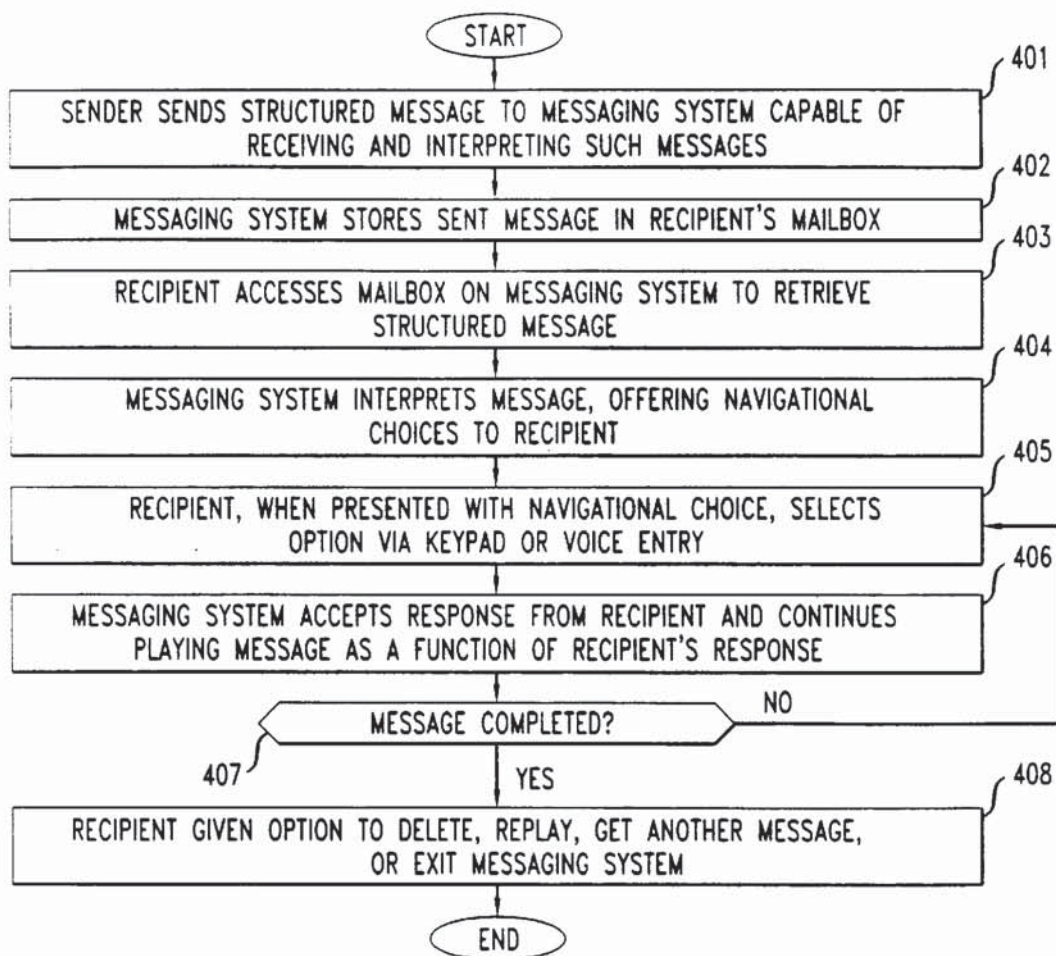 START
401
SENDER SENDS STRUCTURED MESSAGE TO MESSAGING SYSTEM CAPABLE OF
RECEIVING AND INTERPRETING SUCH MESSAGES
402
MESSAGING SYSTEM STORES SENT MESSAGE IN RECIPIENT'S MAILBOX
403
RECIPIENT ACCESSES MAILBOX ON MESSAGING SYSTEM TO RETRIEVE
STRUCTURED MESSAGE
404
MESSAGING SYSTEM INTERPRETS MESSAGE, OFFERING NAVIGATIONAL
CHOICES TO RECIPIENT
405
RECIPIENT, WHEN PRESENTED WITH NAVIGATIONAL CHOICE, SELECTS
OPTION VIA KEYPAD OR VOICE ENTRY
406
MESSAGING SYSTEM ACCEPTS RESPONSE FROM RECIPIENT AND CONTINUES
PLAYING MESSAGE AS A FUNCTION OF RECIPIENT'S RESPONSE
NO
MESSAGE COMPLETED?
407
YES
408
RECIPIENT GIVEN OPTION TO DELETE, REPLAY, GET ANOTHER MESSAGE,
OR EXIT MESSAGING SYSTEM
END